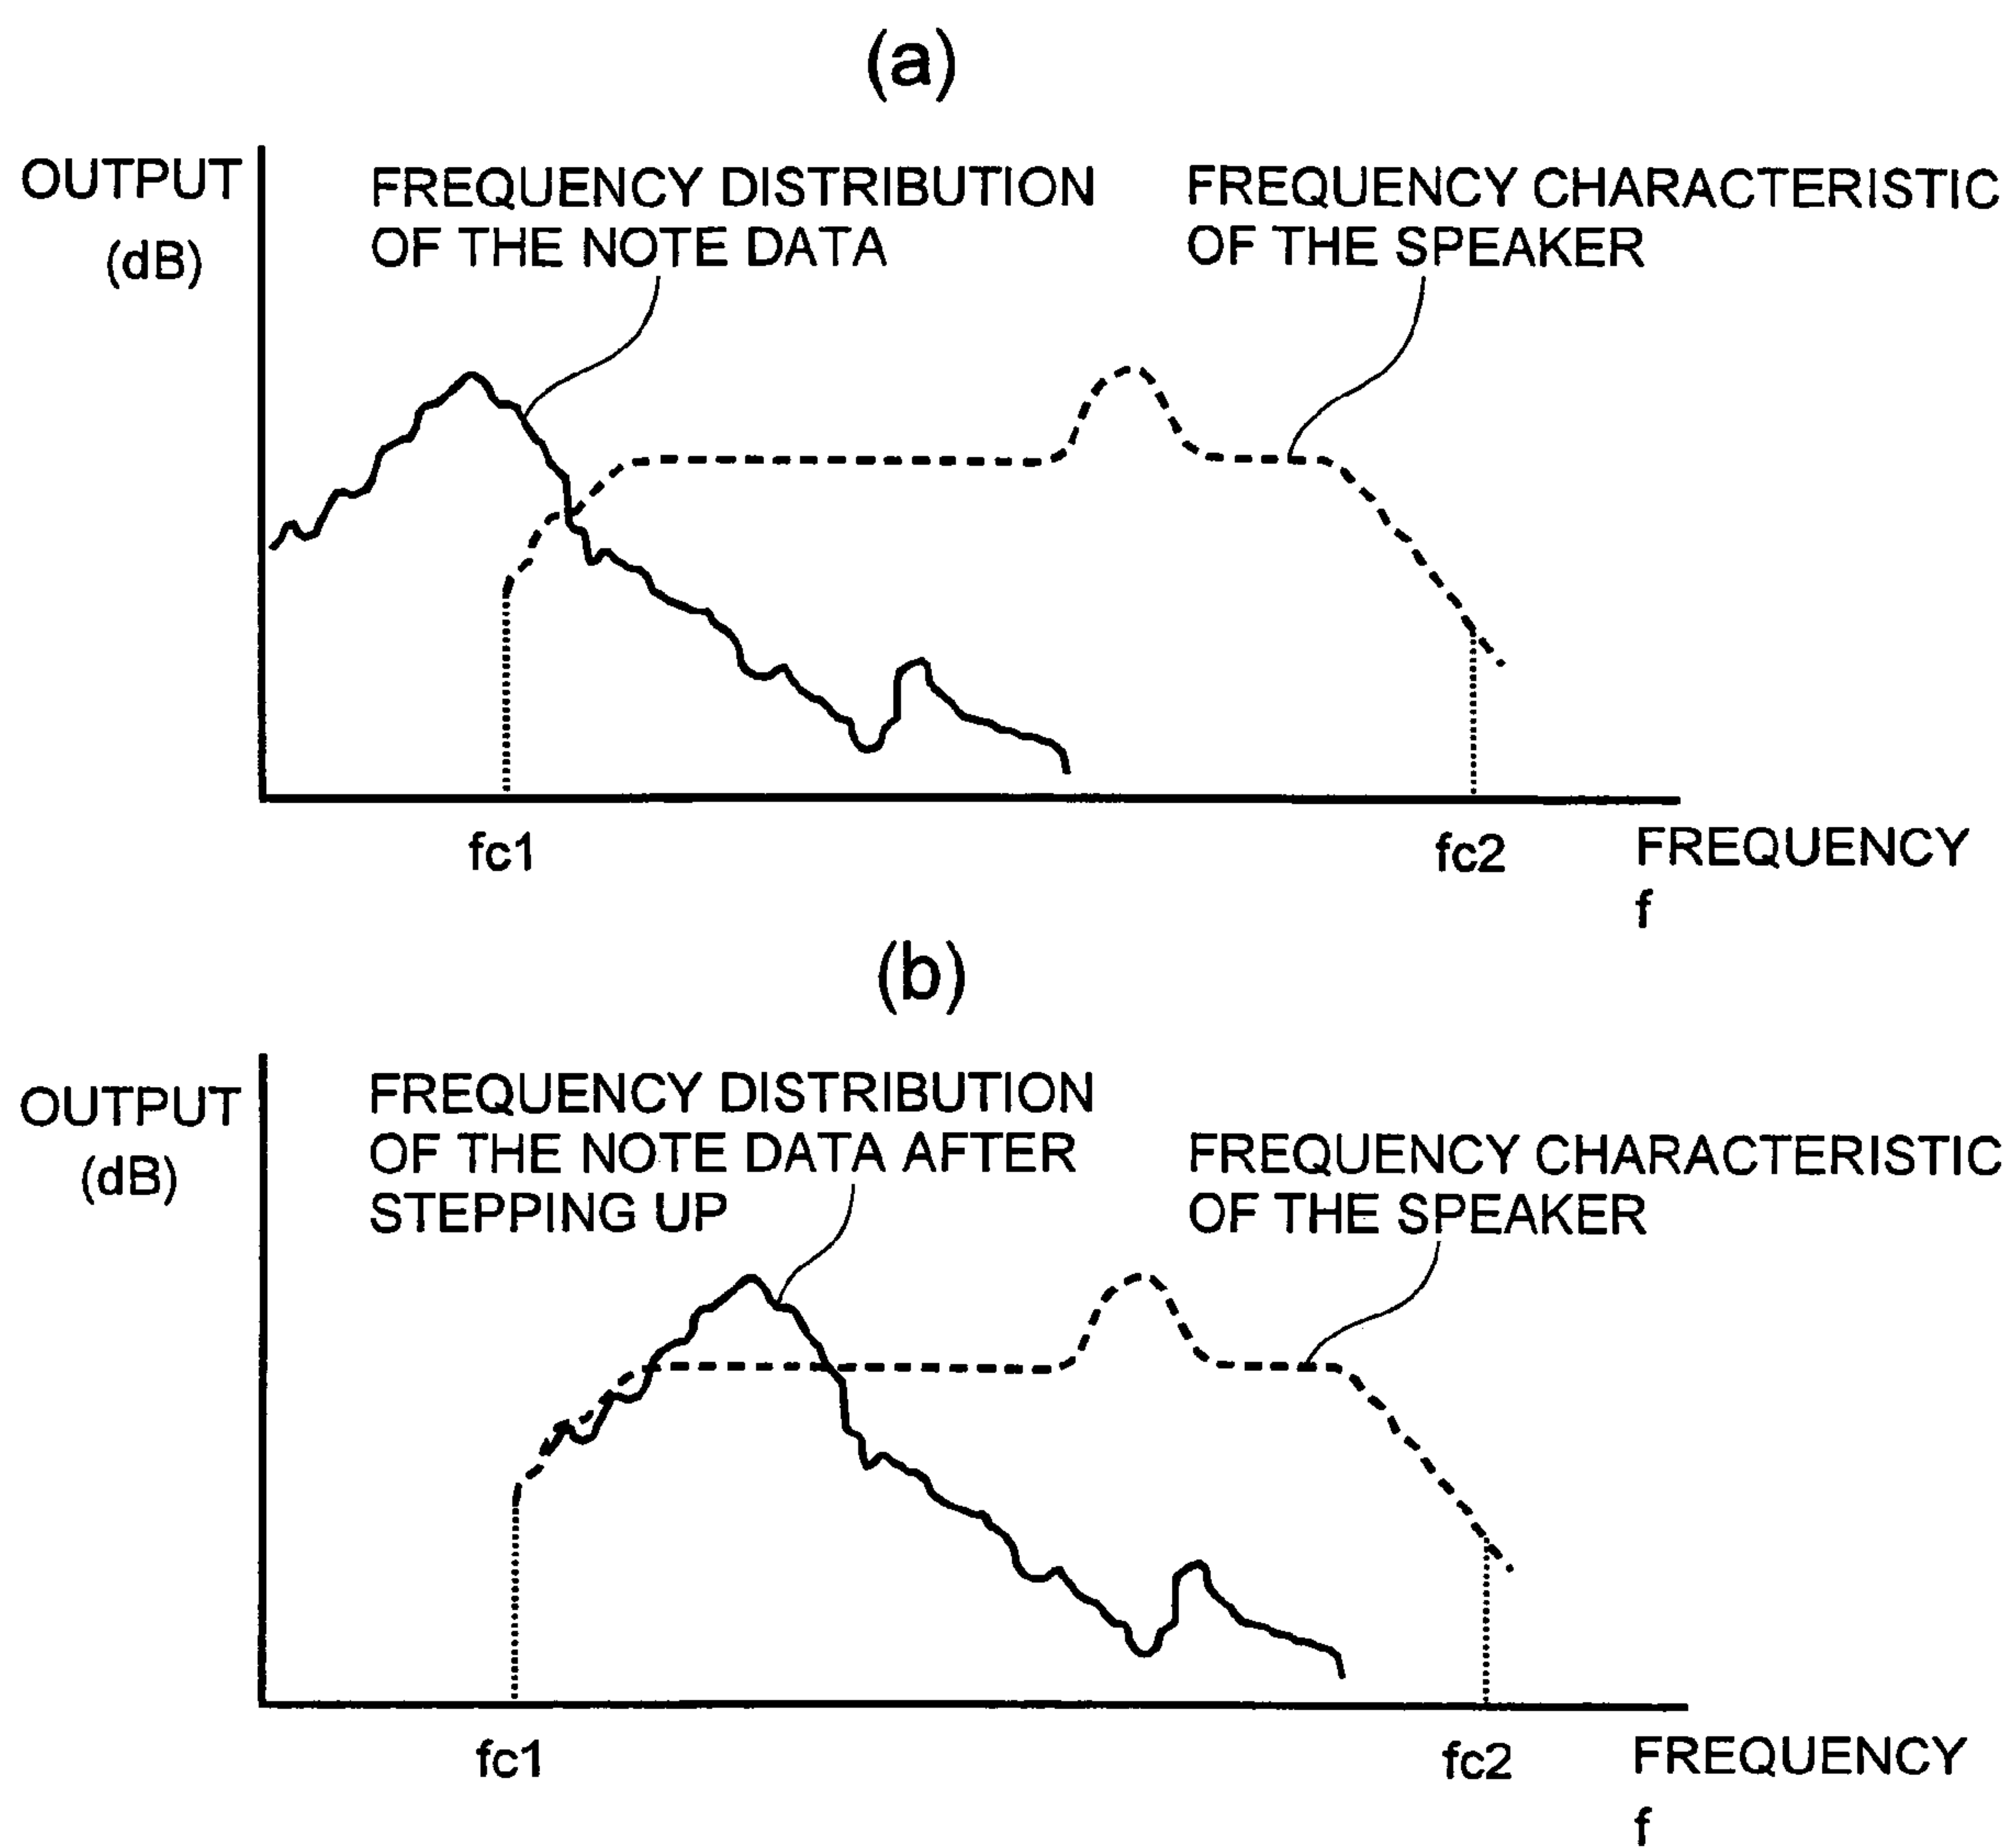 (a)
OUTPUT
(dB)
FREQUENCY DISTRIBUTION
OF THE NOTE DATA
FREQUENCY CHARACTERISTIC
OF THE SPEAKER
fc1
fc2
FREQUENCY
f
(b)
OUTPUT
(dB)
FREQUENCY DISTRIBUTION
OF THE NOTE DATA AFTER
STEPPING UP
FREQUENCY CHARACTERISTIC
OF THE SPEAKER
fc1
fc2
FREQUENCY
f